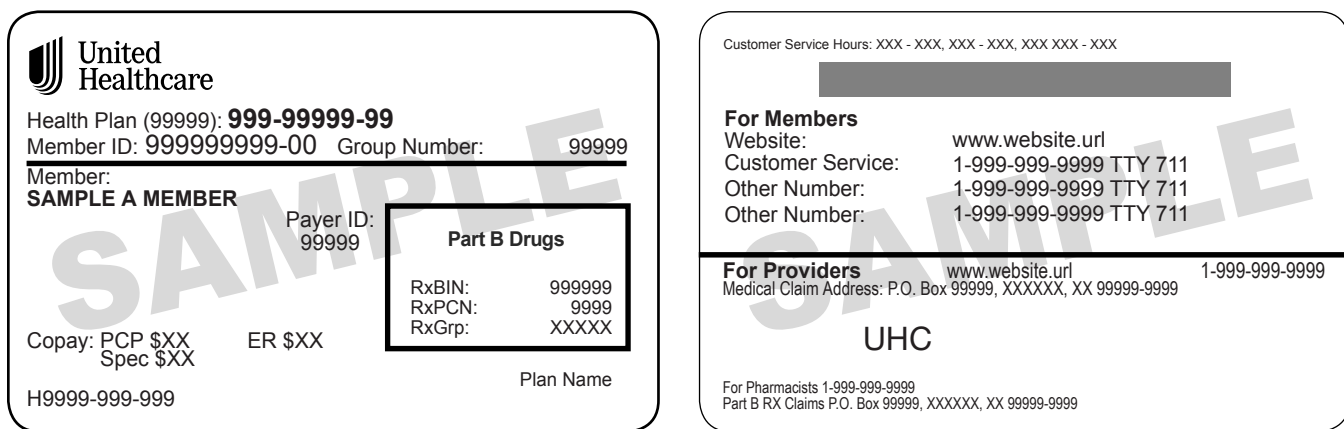 United
Healthcare
Health Plan (99999): 999-99999-99
Member ID: 999999999-00 Group Number: 99999
Member:
SAMPLE A MEMBER
Payer ID:
99999
Part B Drugs
RxBIN: 999999
RxPCN: 9999
RxGrp: XXXXX
Copay: PCP $XX ER $XX
Spec $XX
Plan Name
H9999-999-999
SAMPLE
Customer Service Hours: XXX - XXX, XXX - XXX, XXX XXX - XXX
For Members
Website: www.website.url
Customer Service: 1-999-999-9999 TTY 711
Other Number: 1-999-999-9999 TTY 711
Other Number: 1-999-999-9999 TTY 711
For Providers www.website.url 1-999-999-9999
Medical Claim Address: P.O. Box 99999, XXXXXX, XX 99999-9999
UHC
For Pharmacists 1-999-999-9999
Part B RX Claims P.O. Box 99999, XXXXXX, XX 99999-9999
SAMPLE